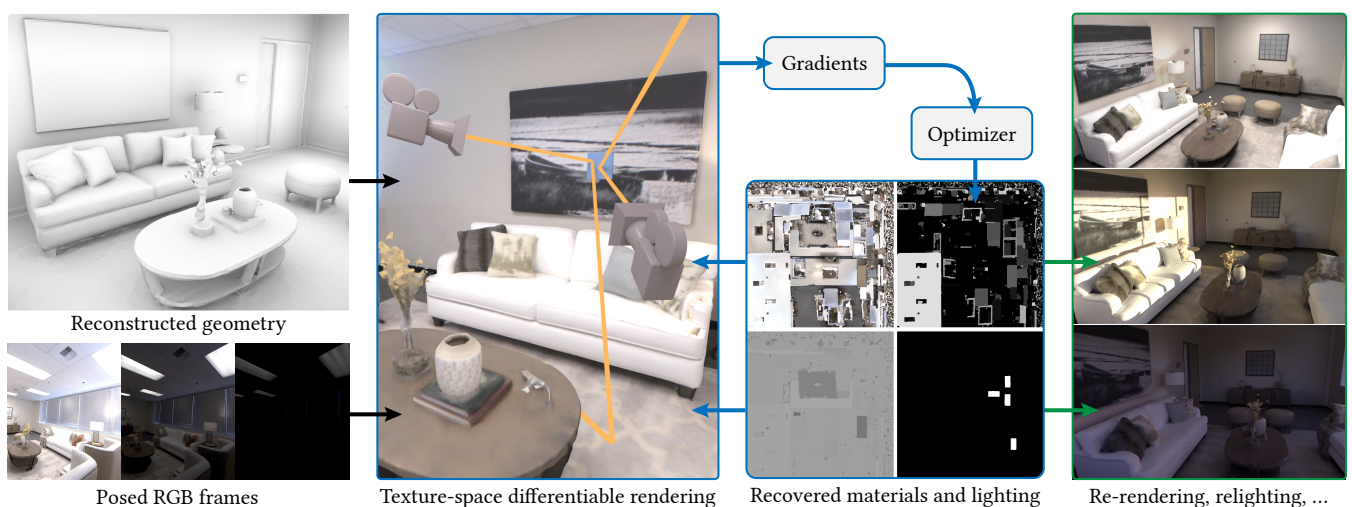 Gradients
Optimizer
Reconstructed geometry
Posed RGB frames
Texture-space differentiable rendering
Recovered materials and lighting
Re-rendering, relighting, ...